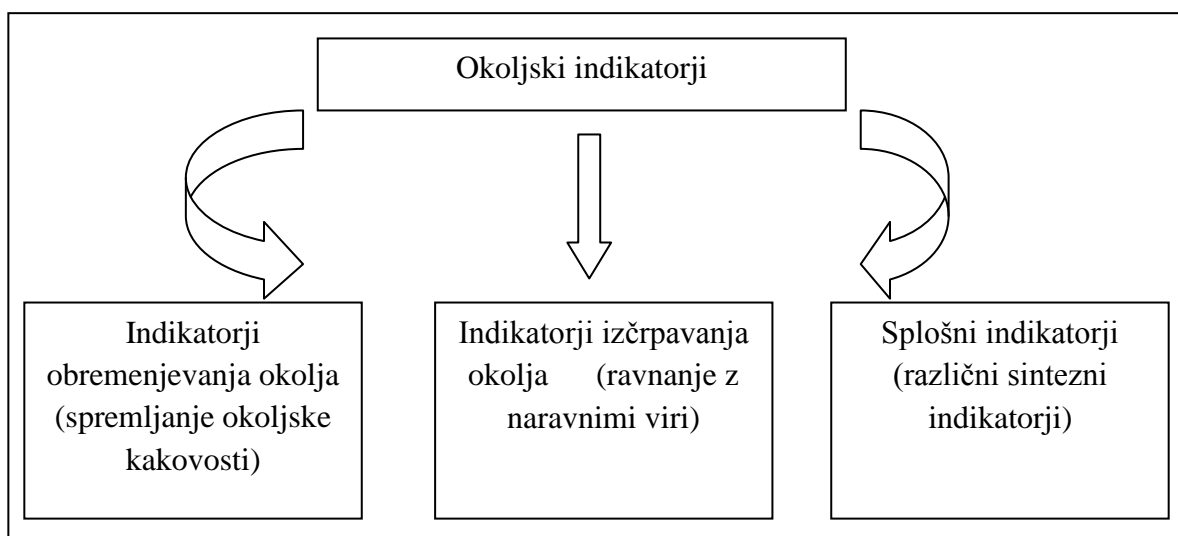 Okoljski indikatorji
Indikatorji
obremenjevanja okolja
(spremljanje okoljske
kakovosti)
Indikatorji izčrpavanja
okolja (ravnanje z
naravnimi viri)
Splošni indikatorji
(različni sintezni
indikatorji)